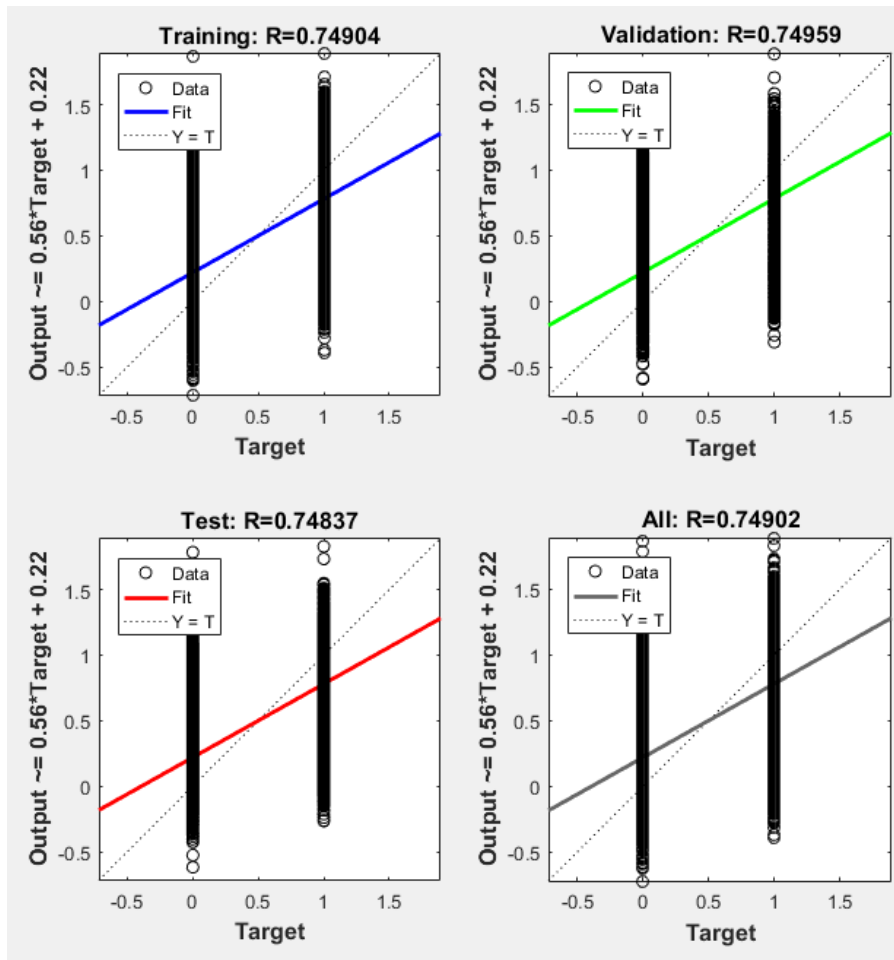 Training: R=0.74904
Output ~= 0.56*Target + 0.22
1.5
1
0.5
0
-0.5
Data
Fit
Y = T
-0.5 0 0.5 1 1.5
Target
Validation: R=0.74959
Output ~= 0.56*Target + 0.22
1.5
1
0.5
0
-0.5
Data
Fit
Y = T
-0.5 0 0.5 1 1.5
Target
Test: R=0.74837
Output ~= 0.56*Target + 0.22
1.5
1
0.5
0
-0.5
Data
Fit
Y = T
-0.5 0 0.5 1 1.5
Target
All: R=0.74902
Output ~= 0.56*Target + 0.22
1.5
1
0.5
0
-0.5
Data
Fit
Y = T
-0.5 0 0.5 1 1.5
Target